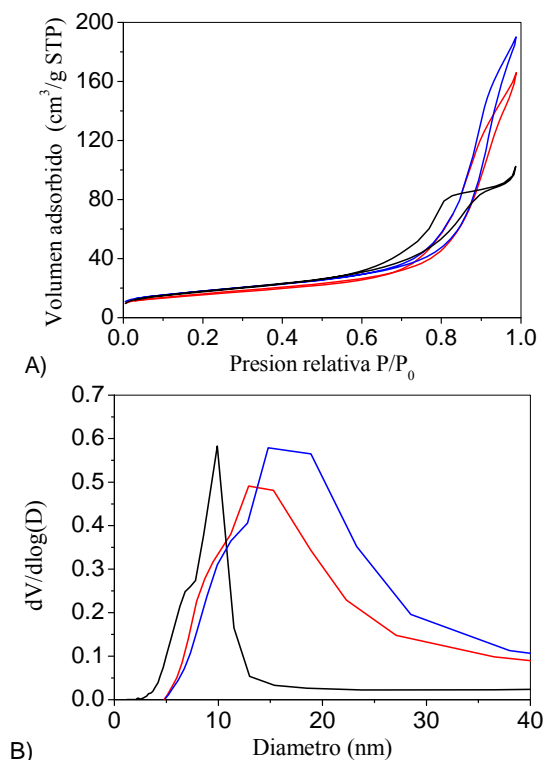 200
160
120
80
40
0
Volumen adsorbido (cm³/g STP)
0.0 0.2 0.4 0.6 0.8 1.0
A) Presion relativa P/P₀
0.7
0.6
0.5
0.4
0.3
0.2
0.1
0.0
dV/dlog(D)
0 10 20 30 40
B) Diametro (nm)